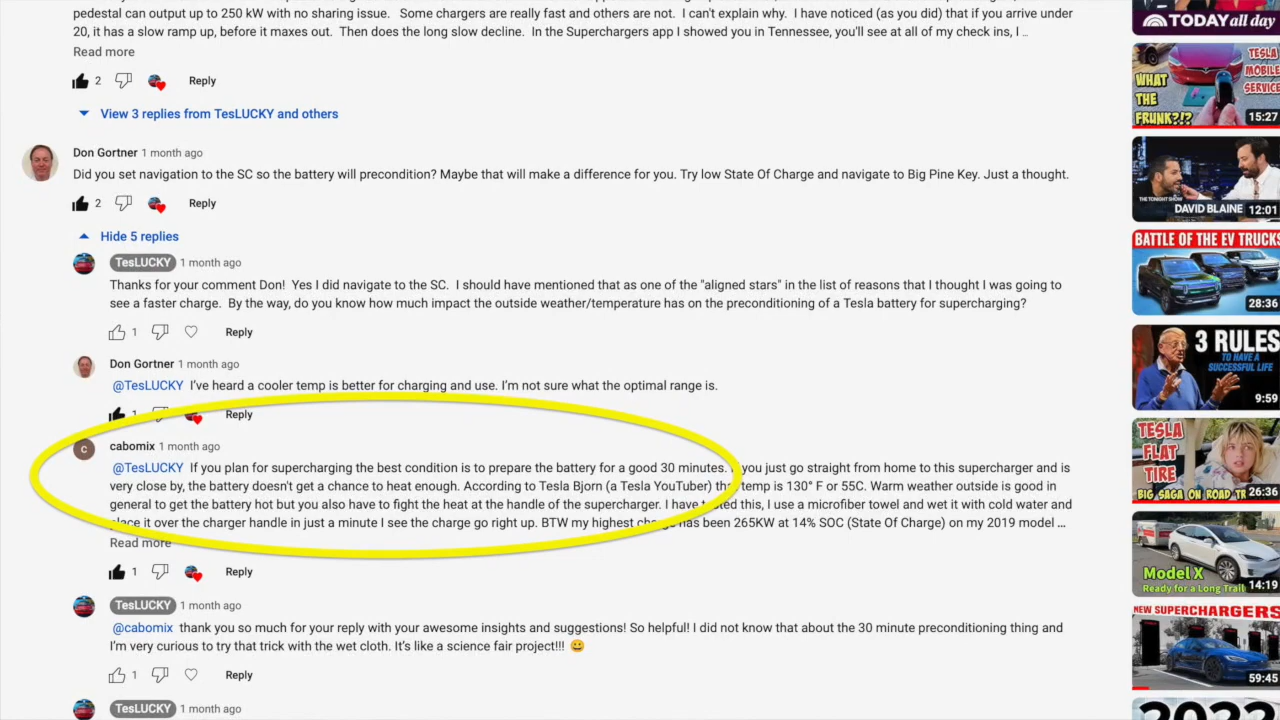 pedestal can output up to 250 kW with no sharing issue. Some chargers are really fast and others are not. I can't explain why. I have noticed (as you did) that if you arrive under
20, it has a slow ramp up, before it maxes out. Then does the long slow decline. In the Superchargers app I showed you in Tennessee, you'll see at all of my check ins, I ...
Read more
2 Reply
View 3 replies from TesLUCKY and others
Don Gortner 1 month ago
Did you set navigation to the SC so the battery will precondition? Maybe that will make a difference for you. Try low State Of Charge and navigate to Big Pine Key. Just a thought.
2 Reply
Hide 5 replies
TesLUCKY 1 month ago
Thanks for your comment Don! Yes I did navigate to the SC. I should have mentioned that as one of the "aligned stars" in the list of reasons that I thought I was going to
see a faster charge. By the way, do you know how much impact the outside weather/temperature has on the preconditioning of a Tesla battery for supercharging?
1 Reply
Don Gortner 1 month ago
@TesLUCKY I've heard a cooler temp is better for charging and use. I'm not sure what the optimal range is.
1 Reply
C
cabomix 1 month ago
@TesLUCKY If you plan for supercharging the best condition is to prepare the battery for a good 30 minutes. you just go straight from home to this supercharger and is
very close by, the battery doesn't get a chance to heat enough. According to Tesla Bjorn (a Tesla YouTuber) temp is 130° F or 55C. Warm weather outside is good in
general to get the battery hot but you also have to fight the heat at the handle of the supercharger. I have tested this, I use a microfiber towel and wet it with cold water and
place it over the charger handle in just a minute I see the charge go right up. BTW my highest charge has been 265KW at 14% SOC (State Of Charge) on my 2019 model ...
Read more
1 Reply
TesLUCKY 1 month ago
@cabomix thank you so much for your reply with your awesome insights and suggestions! So helpful! I did not know that about the 30 minute preconditioning thing and
I'm very curious to try that trick with the wet cloth. It's like a science fair project!!! 😀
1 Reply
TesLUCKY 1 month ago
TODAY all day
TESLA
MOBILE
SERVICE
WHAT
THE
FRUNK?!?
15:27
THE TONIGHT SHOW
DAVID BLAINE 12:01
BATTLE OF THE EV TRUCKS
28:36
3 RULES
TO HAVE A
SUCCESSFUL LIFE
9:59
TESLA
FLAT
TIRE
BIG SAGA ON ROAD TR
26:36
Model X
Ready for a Long Trail
14:19
NEW SUPERCHARGERS
59:45
2023